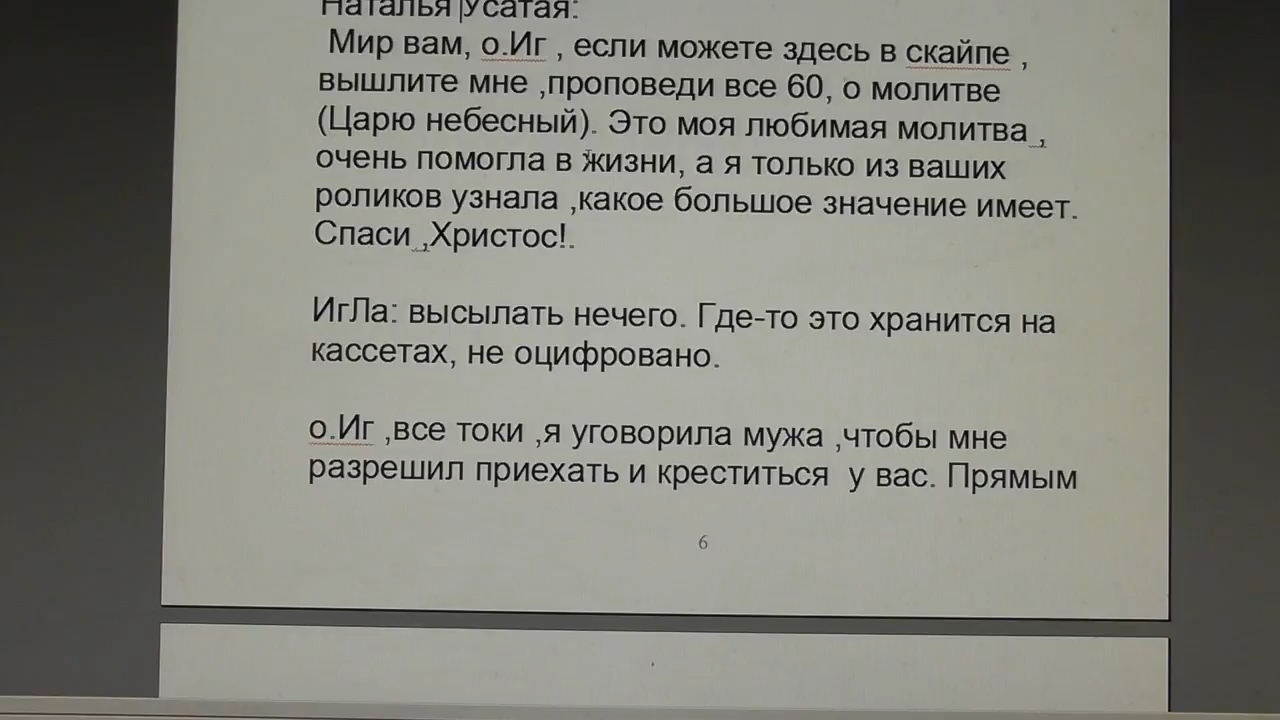 Наталья Усатая:
Мир вам, о.Иг , если можете здесь в скайпе ,
вышлите мне ,проповеди все 60, о молитве
(Царю небесный). Это моя любимая молитва ,
очень помогла в жизни, а я только из ваших
роликов узнала ,какое большое значение имеет.
Спаси ,Христос!.
ИгЛа: высылать нечего. Где-то это хранится на
кассетах, не оцифровано.
о.Иг ,все токи ,я уговорила мужа ,чтобы мне
разрешил приехать и креститься у вас. Прямым
6